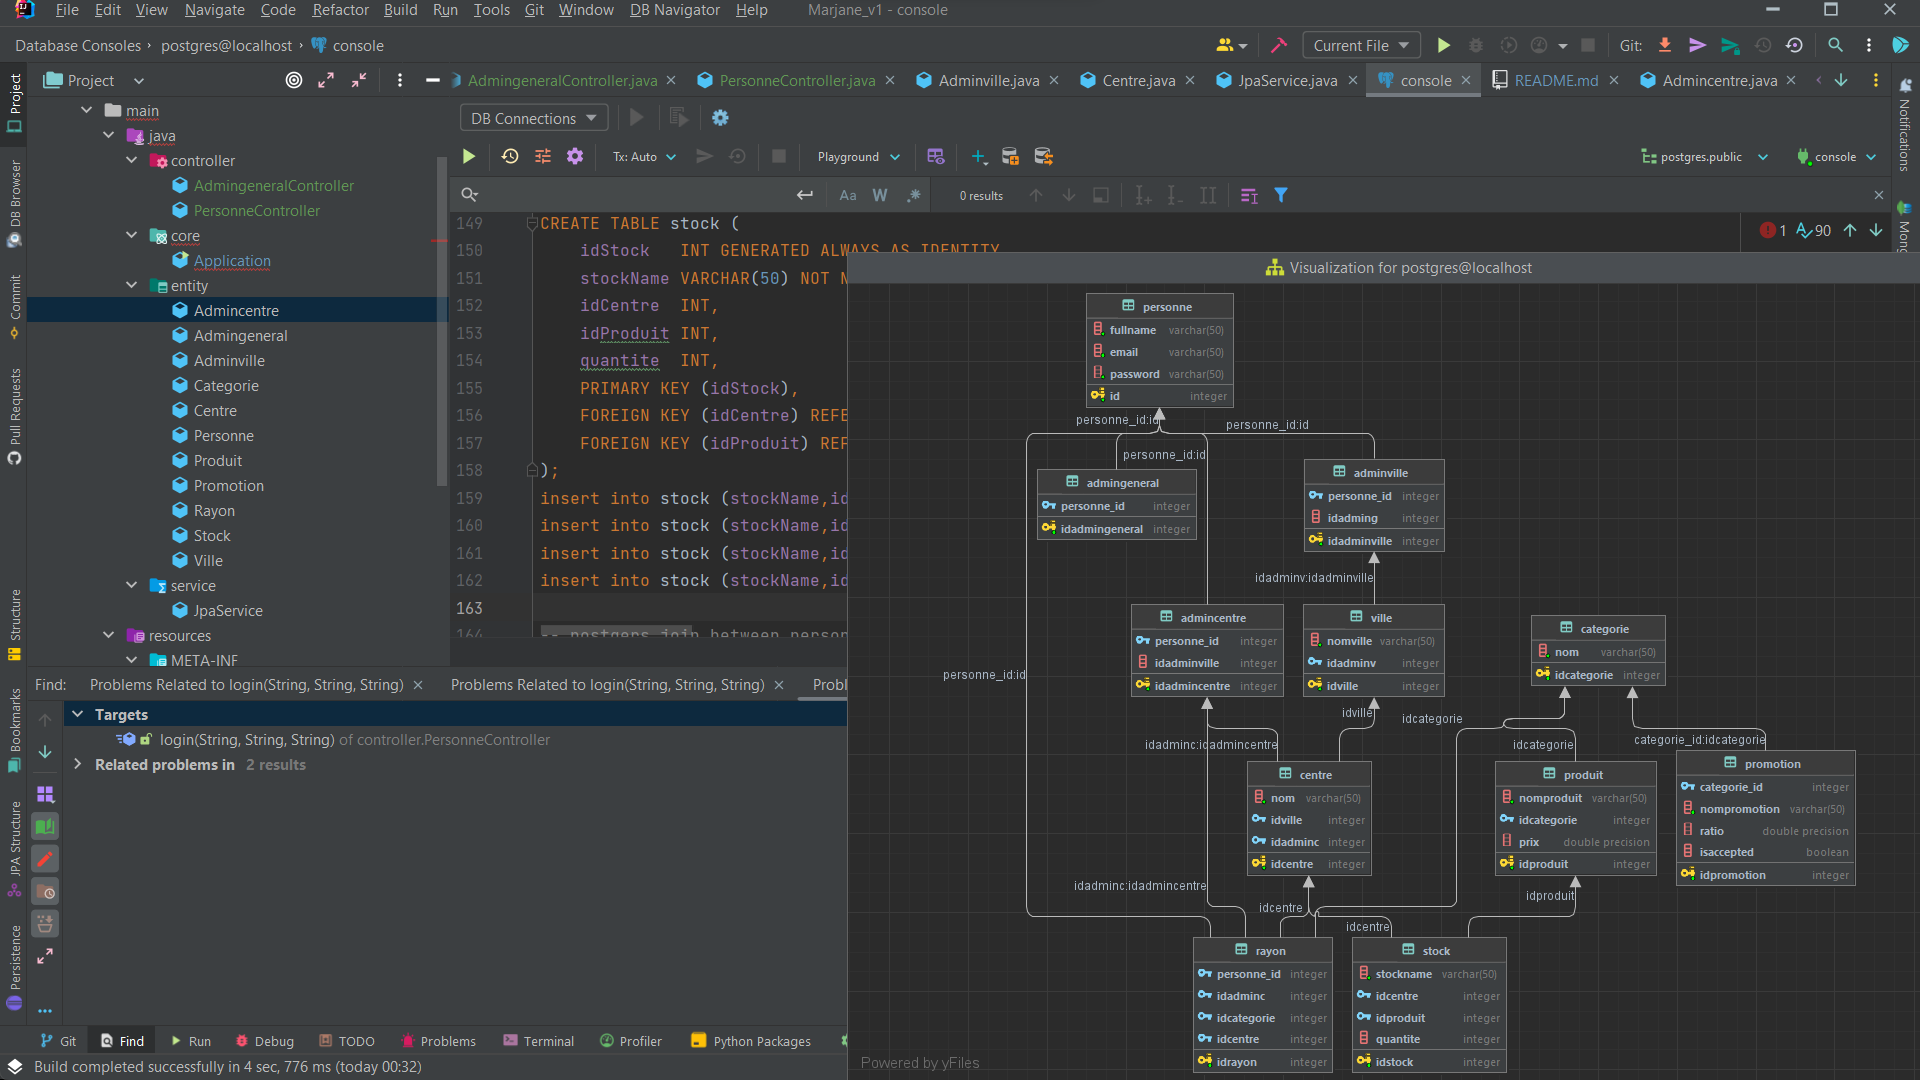 File Edit View Navigate Code Refactor Build Run Tools Git Window DB Navigator Help Marjane_v1 - console
Database Consoles › postgres@localhost › console
Current File
Git:
Project
AdmingeneralController.java
PersonneController.java
Adminville.java
Centre.java
JpaService.java
console
README.md
Admincentre.java
DB Connections
Tx: Auto
Playground
postgres.public
console
Aa W .*
0 results
1 90
main
java
controller
AdmingeneralController
PersonneController
core
Application
entity
Admincentre
Admingeneral
Adminville
Categorie
Centre
Personne
Produit
Promotion
Rayon
Stock
Ville
service
JpaService
resources
META-INF
149 CREATE TABLE stock (
150 idStock INT GENERATED ALWAYS AS IDENTITY
151 stockName VARCHAR(50) NOT N
152 idCentre INT,
153 idProduit INT,
154 quantite INT,
155 PRIMARY KEY (idStock),
156 FOREIGN KEY (idCentre) REFE
157 FOREIGN KEY (idProduit) REF
158 );
159 insert into stock (stockName,id
160 insert into stock (stockName,id
161 insert into stock (stockName,id
162 insert into stock (stockName,id
163
164 -- postgers join between person
Visualization for postgres@localhost
personne
fullname varchar(50)
email varchar(50)
password varchar(50)
id integer
personne_id:id
personne_id:id
personne_id:id
admingeneral
personne_id integer
idadmingeneral integer
adminville
personne_id integer
idadming integer
idadminville integer
idadminv:idadminville
admincentre
personne_id integer
idadminville integer
idadmincentre integer
ville
nomville varchar(50)
idadminv integer
idville integer
categorie
nom varchar(50)
idcategorie integer
personne_id:id
idville
idcategorie
idadminc:idadmincentre
idcategorie
categorie_id:idcategorie
centre
nom varchar(50)
idville integer
idadminc integer
idcentre integer
produit
nomproduit varchar(50)
idcategorie integer
prix double precision
idproduit integer
promotion
categorie_id integer
nompromotion varchar(50)
ratio double precision
isaccepted boolean
idpromotion integer
idadminc:idadmincentre
idproduit
idcentre
idcentre
rayon
personne_id integer
idadminc integer
idcategorie integer
idcentre integer
idrayon integer
stock
stockname varchar(50)
idcentre integer
idproduit integer
quantite integer
idstock integer
Powered by yFiles
Find: Problems Related to login(String, String, String) Problems Related to login(String, String, String) Probl
Targets
login(String, String, String) of controller.PersonneController
Related problems in 2 results
Project
DB Browser
Commit
Pull Requests
Structure
Bookmarks
JPA Structure
Persistence
Notifications
Mong
Git Find Run Debug TODO Problems Terminal Profiler Python Packages
Build completed successfully in 4 sec, 776 ms (today 00:32)